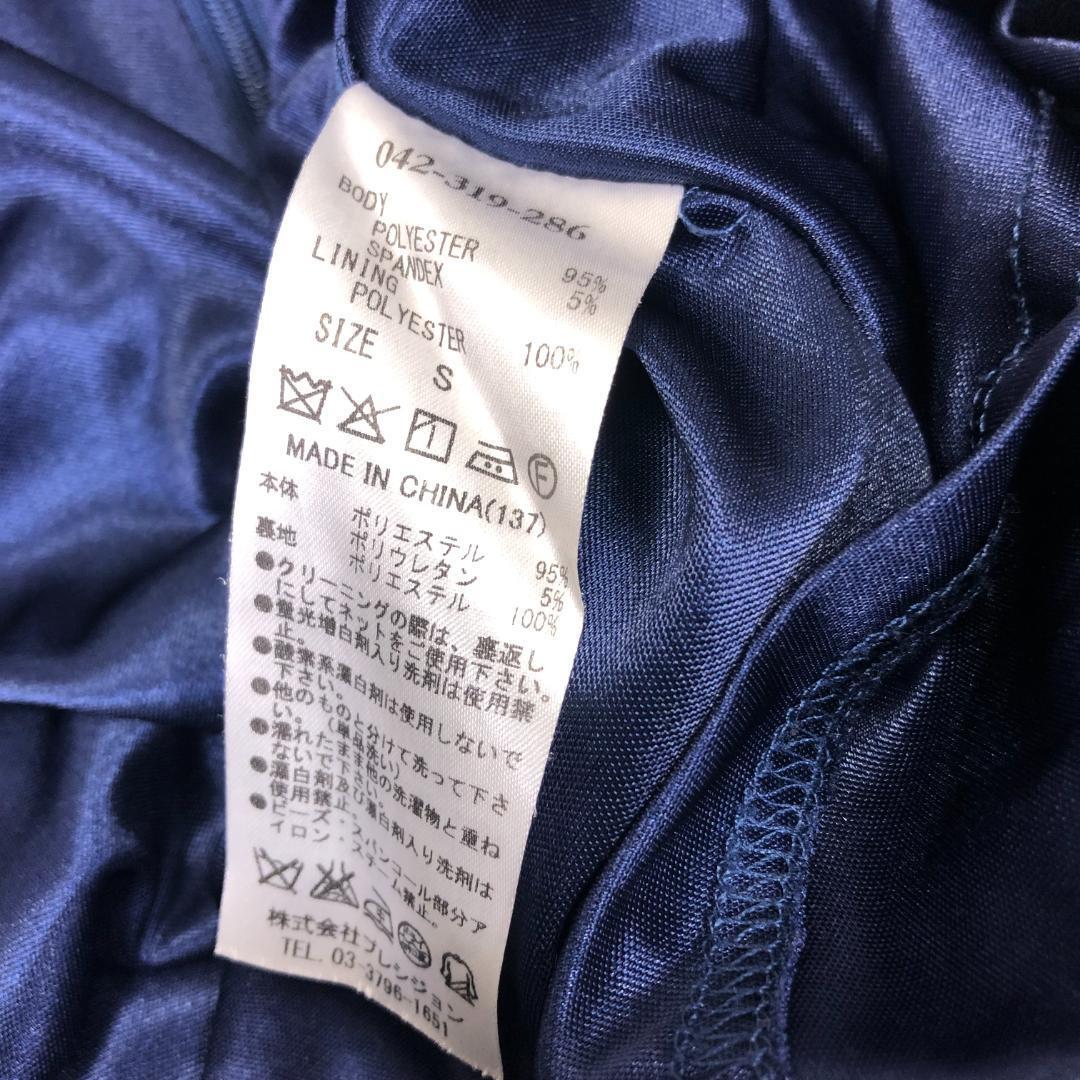 042-319-286
BODY
POLYESTER 95%
SPANDEX 5%
LINING
POLYESTER 100%
SIZE S
F
MADE IN CHINA(137)
本体 ポリエステル 95%
ポリウレタン 5%
裏地 ポリエステル 100%
●クリーニングの際は、裏返し
にしてネットをご使用下さい。
●蛍光増白剤入り洗剤は使用禁
止。
●酸素系漂白剤は使用しないで
下さい。
●他のものと分けて洗って下さ
い。(単品洗い)
●濡れたまま他の洗濯物と重ね
ないで下さい。
●漂白剤及び漂白剤入り洗剤は
使用禁止。
●ビーズ・スパンコール部分ア
イロン・スチーム禁止。
株式会社プレシジョン
TEL. 03-3796-1651